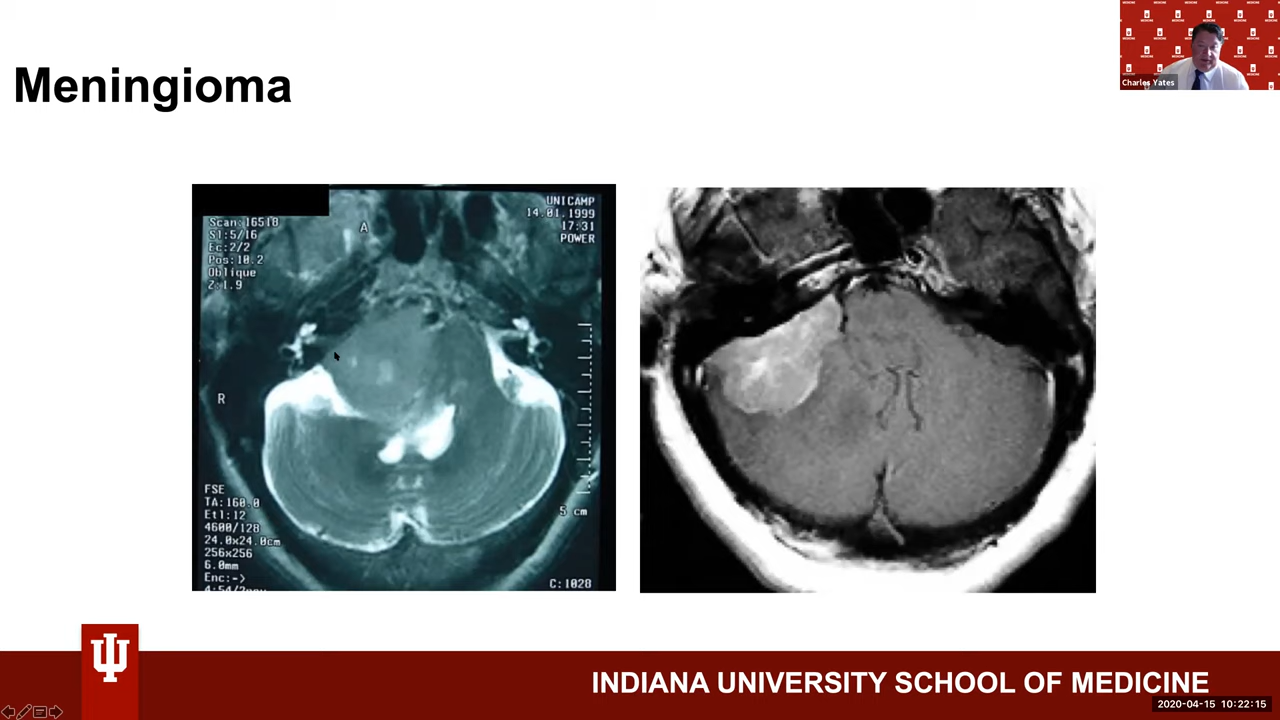 Meningioma
Charles Yates
Scan:16518
S1:5/16
Ec:2/2
Pos:10.2
Oblique
Z:1.9
A
UNICAMP
14.01.1999
17:31
POWER
R
FSE
TA:160.0
Etl:12
4600/128
24.0x24.0cm
256x256
6.0mm
Enc:->
5 cm
C:1028
INDIANA UNIVERSITY SCHOOL OF MEDICINE
2020-04-15 10:22:15